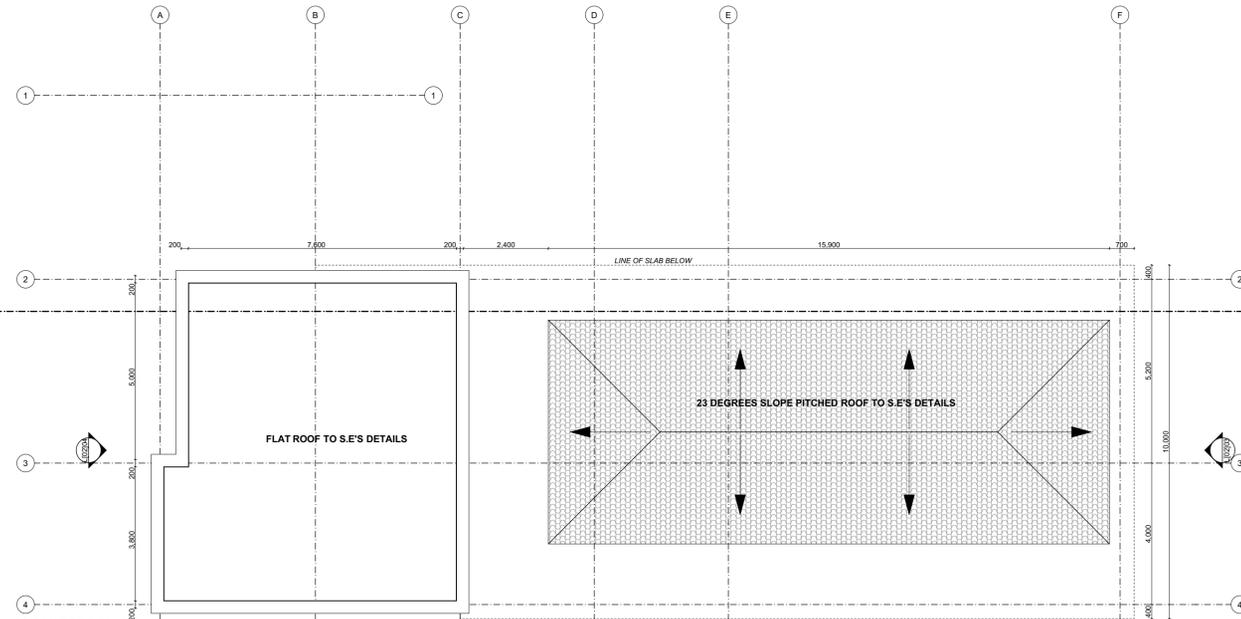 A B C D E F
1 1
200 7,600 200 2,400 15,900 700
LINE OF SLAB BELOW
2 2
200 400
5,000 5,200
23 DEGREES SLOPE PITCHED ROOF TO S.E'S DETAILS
FLAT ROOF TO S.E'S DETAILS
10,000
3 3
200
3,800 4,000
4 4
200 400